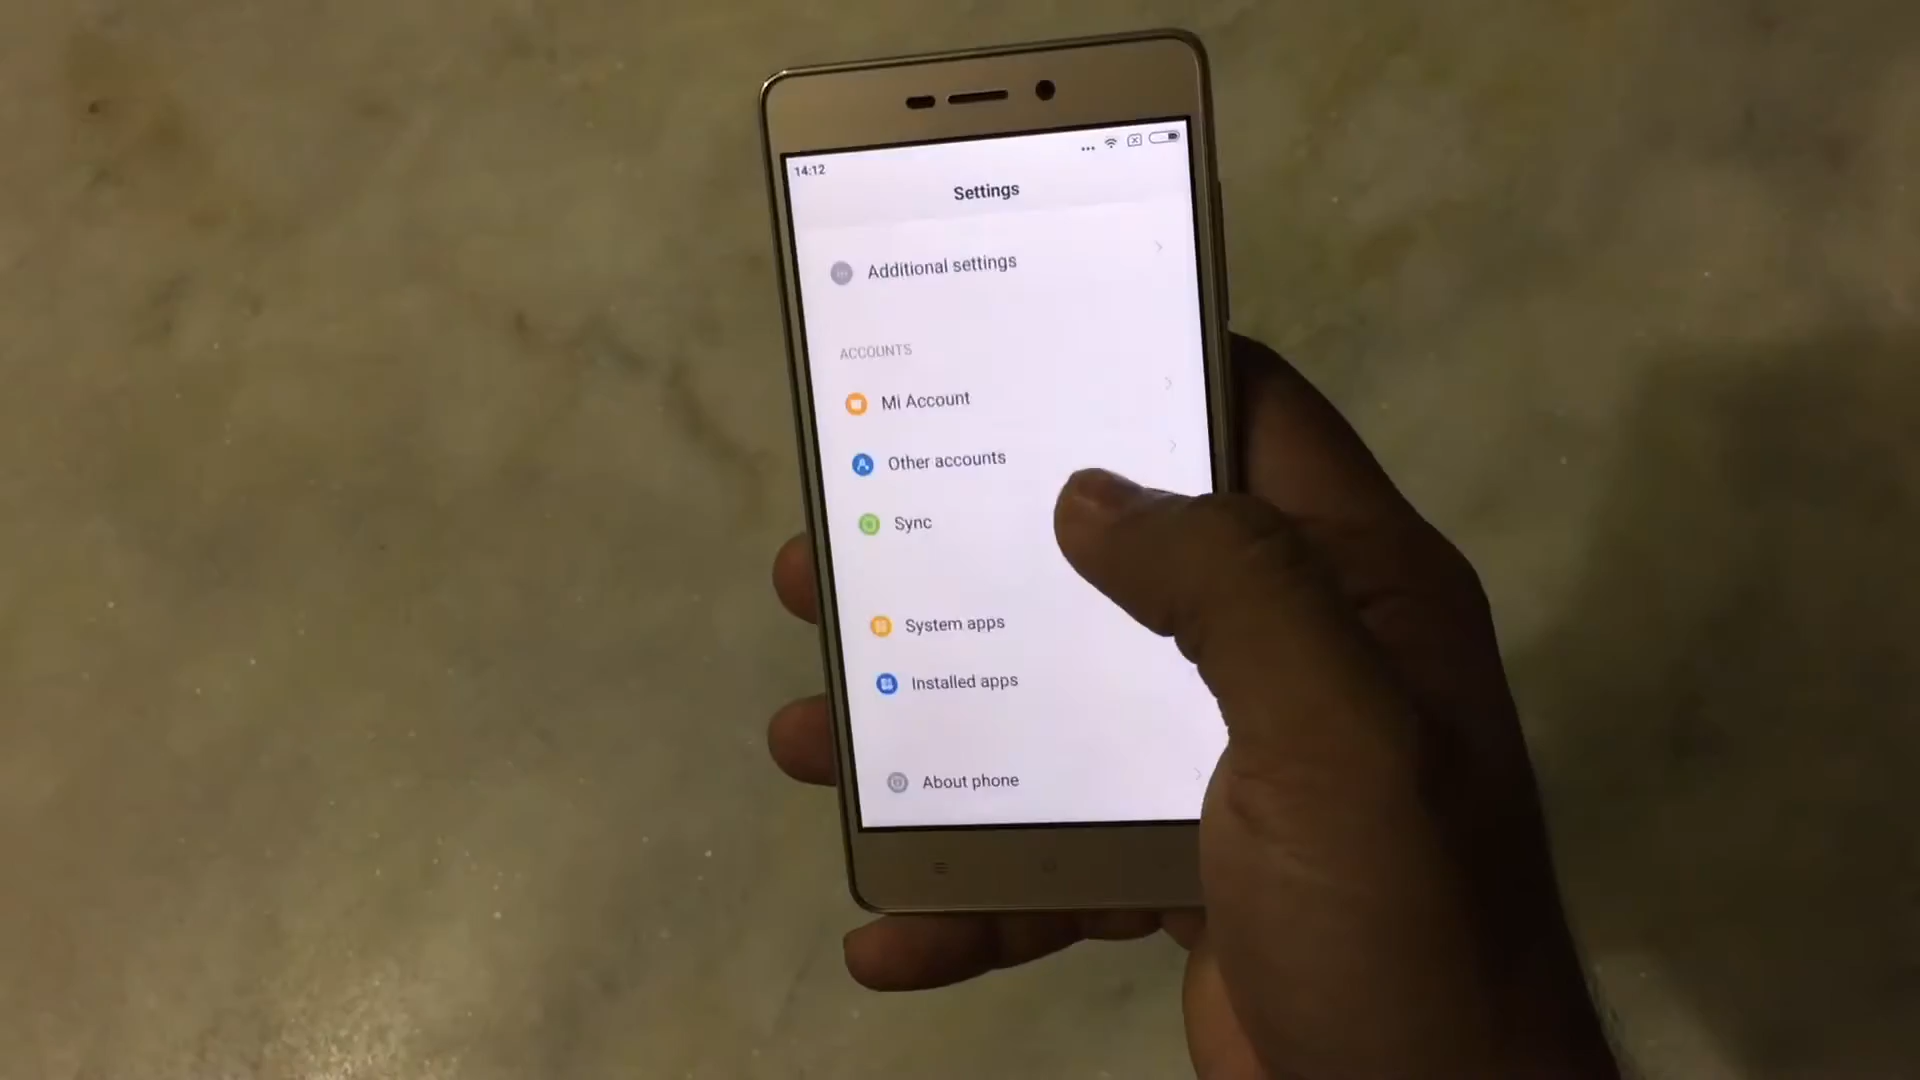 14:12
Settings
Additional settings
ACCOUNTS
Mi Account
Other accounts
Sync
System apps
Installed apps
About phone